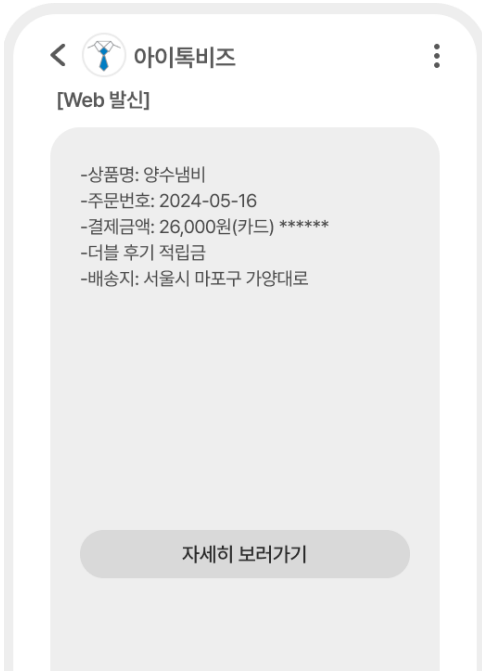 아이톡비즈
[Web 발신]
-상품명: 양수냄비
-주문번호: 2024-05-16
-결제금액: 26,000원(카드) ******
-더블 후기 적립금
-배송지: 서울시 마포구 가양대로
자세히 보러가기